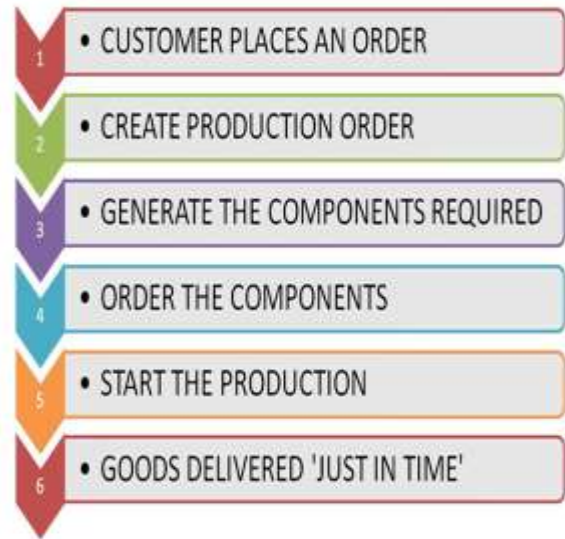 1 • CUSTOMER PLACES AN ORDER
2 • CREATE PRODUCTION ORDER
3 • GENERATE THE COMPONENTS REQUIRED
4 • ORDER THE COMPONENTS
5 • START THE PRODUCTION
6 • GOODS DELIVERED 'JUST IN TIME'